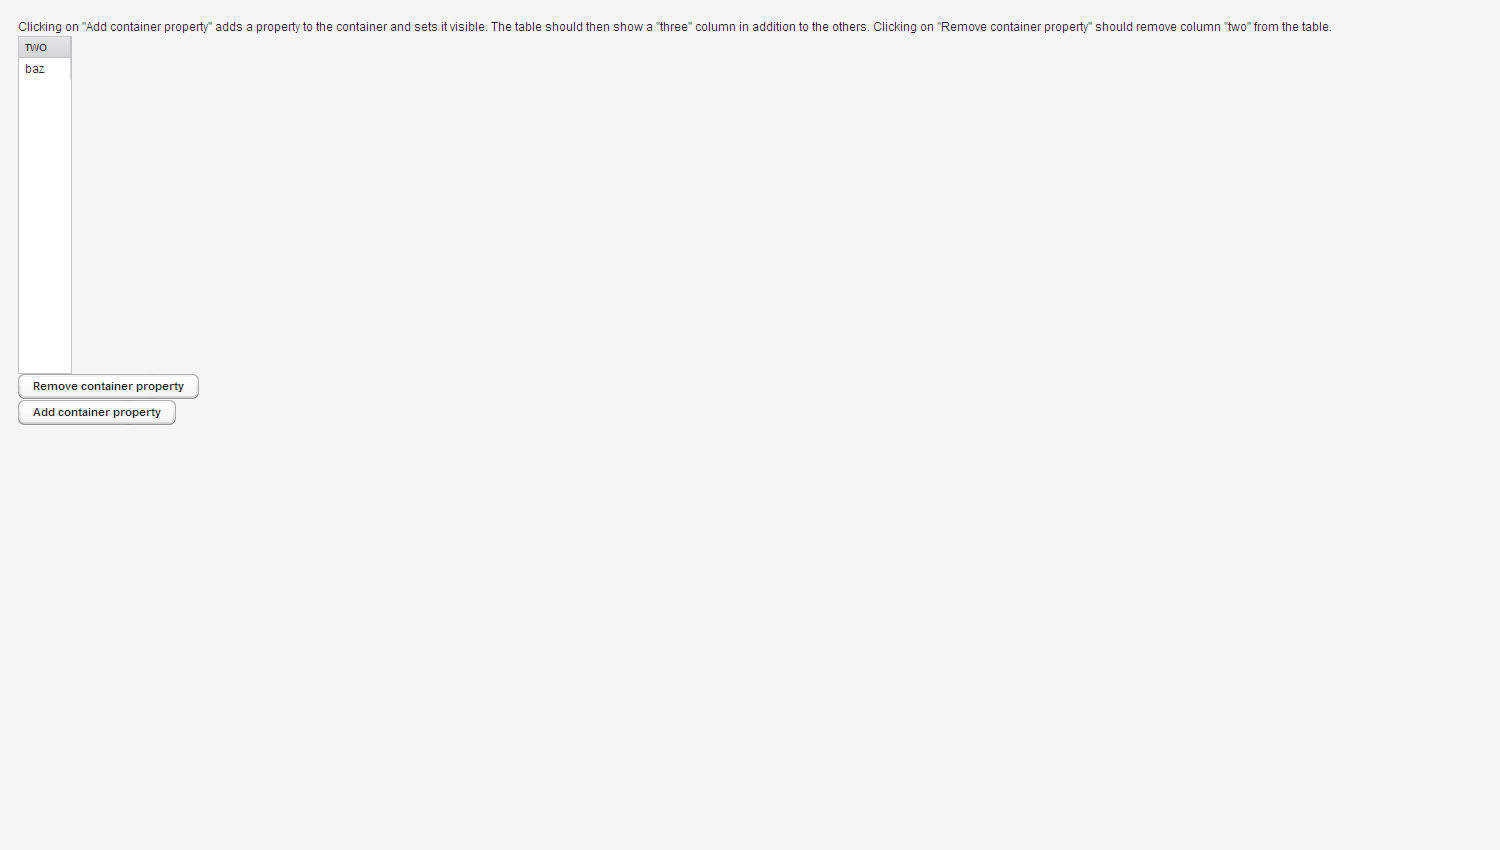 Clicking on "Add container property" adds a property to the container and sets it visible. The table should then show a "three" column in addition to the others. Clicking on "Remove container property" should remove column "two" from the table.
TWO
baz
Remove container property
Add container property